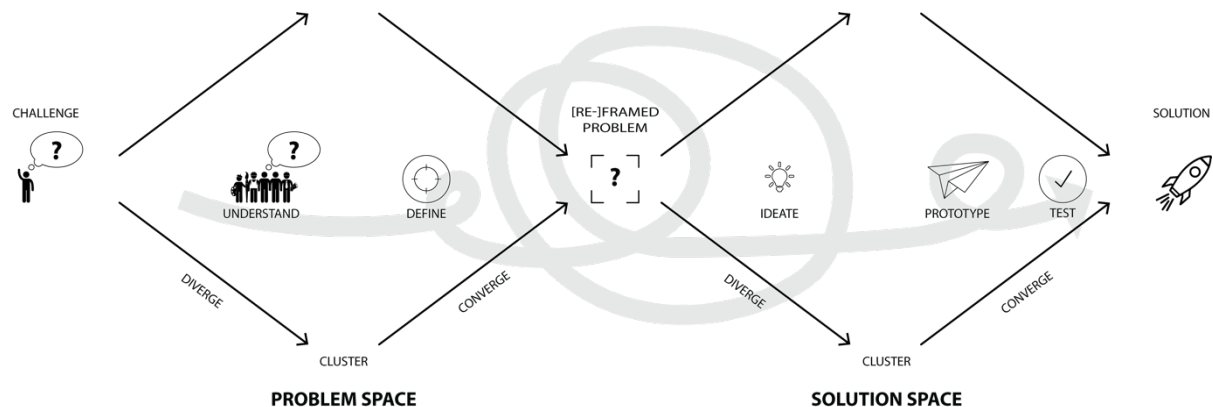 CHALLENGE
?
?
UNDERSTAND
DEFINE
[RE-]FRAMED
PROBLEM
?
IDEATE
PROTOTYPE
TEST
SOLUTION
DIVERGE
CONVERGE
DIVERGE
CONVERGE
CLUSTER
CLUSTER
PROBLEM SPACE
SOLUTION SPACE